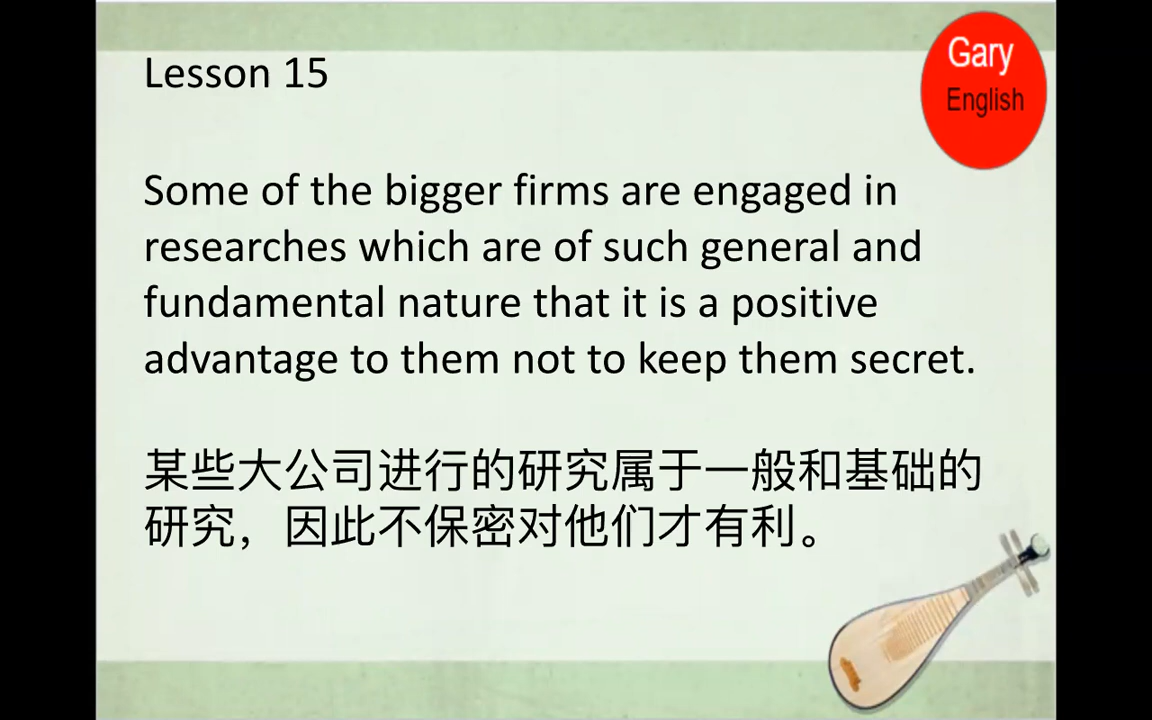 Lesson 15
Gary
English
Some of the bigger firms are engaged in
researches which are of such general and
fundamental nature that it is a positive
advantage to them not to keep them secret.
某些大公司进行的研究属于一般和基础的
研究，因此不保密对他们才有利。